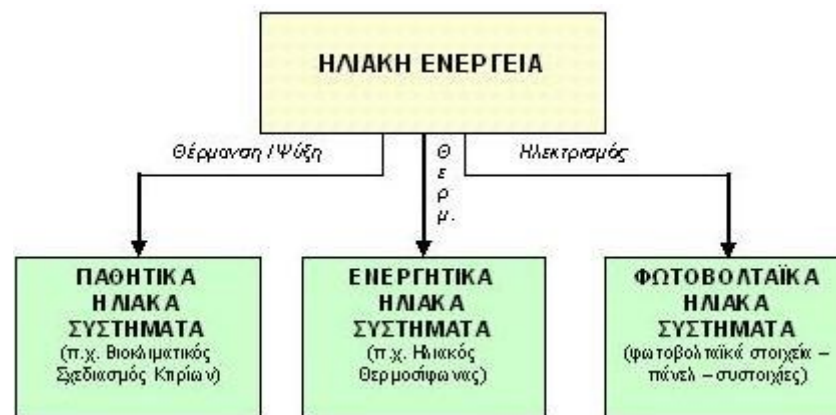 ΗΛΙΑΚΗ ΕΝΕΡΓΕΙΑ
Θέρμανση / Ψύξη
Θερμ.
Ηλεκτρισμός
ΠΑΘΗΤΙΚΑ
ΗΛΙΑΚΑ
ΣΥΣΤΗΜΑΤΑ
(π.χ. Βιοκλιματικός
Σχεδιασμός Κτιρίων)
ΕΝΕΡΓΗΤΙΚΑ
ΗΛΙΑΚΑ
ΣΥΣΤΗΜΑΤΑ
(π.χ. Ηλιακός
Θερμοσίφωνας)
ΦΩΤΟΒΟΛΤΑΪΚΑ
ΗΛΙΑΚΑ
ΣΥΣΤΗΜΑΤΑ
(φωτοβολταϊκά στοιχεία –
πάνελ – συστοιχίες)